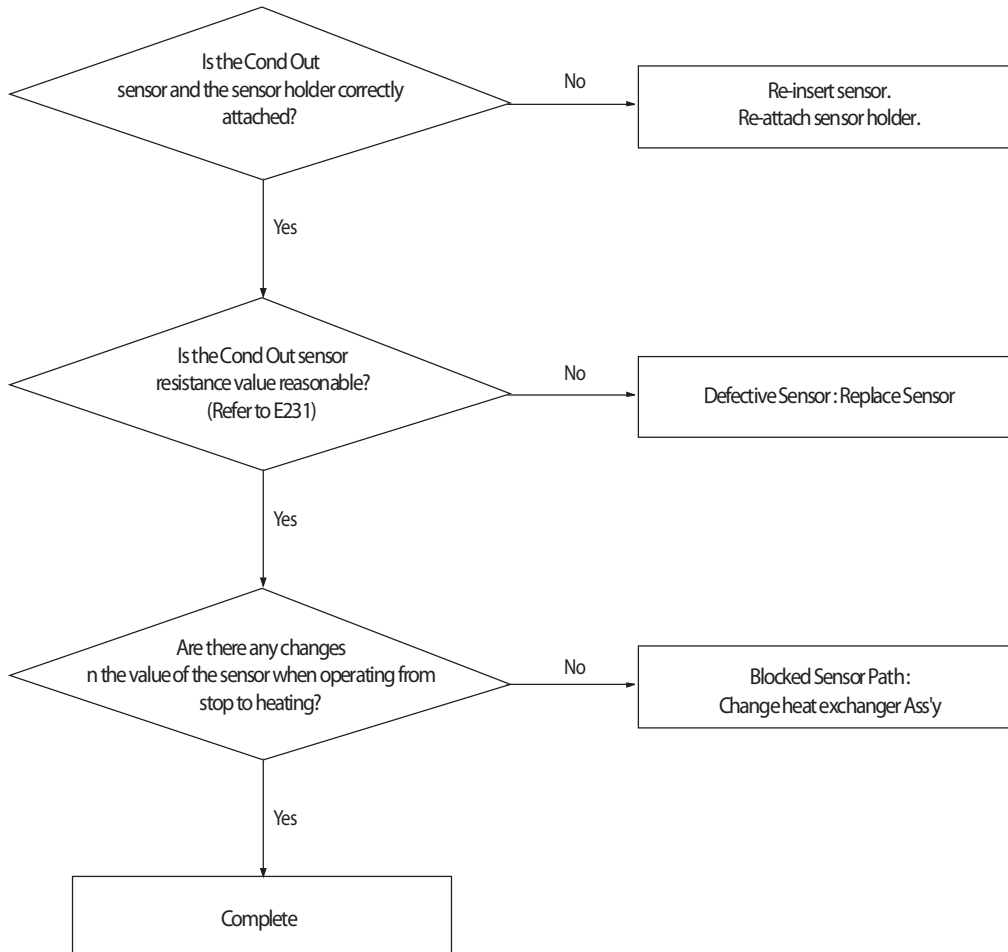 Is the Cond Out
sensor and the sensor holder correctly
attached?
No
Re-insert sensor.
Re-attach sensor holder.
Yes
Is the Cond Out sensor
resistance value reasonable?
(Refer to E231)
No
Defective Sensor : Replace Sensor
Yes
Are there any changes
n the value of the sensor when operating from
stop to heating?
No
Blocked Sensor Path :
Change heat exchanger Ass'y
Yes
Complete